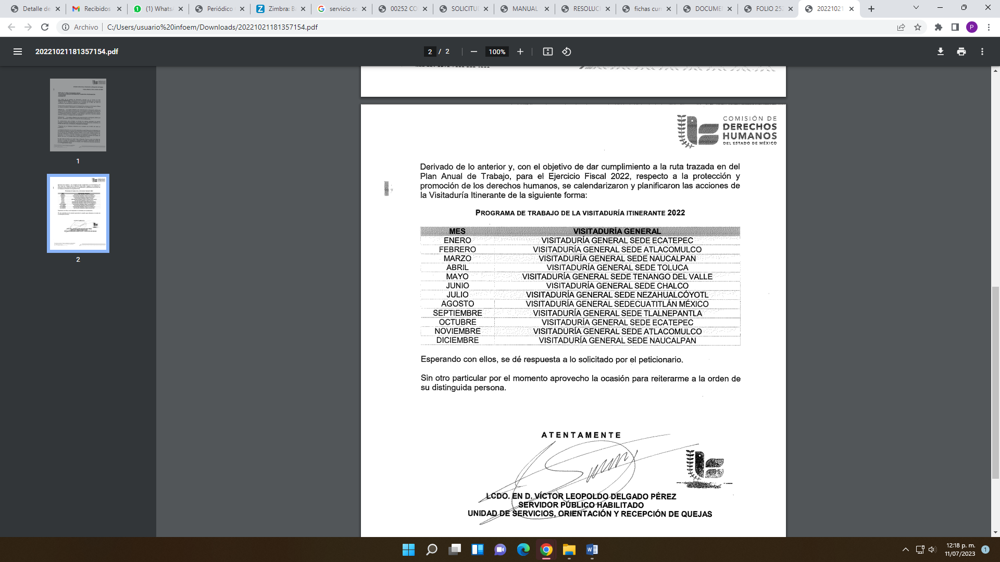 Detalle de
Recibidos
(1) Whats
Periódico
Zimbra: B
servicio so
00252 CO
SOLICITU
MANUAL
RESOLUC
fichas cur
DOCUME
FOLIO 252
20221021
Archivo
C:/Users/usuario%20infoem/Downloads/20221021181357154.pdf
P
20221021181357154.pdf
2 / 2
100%
1
2
COMISIÓN DE
DERECHOS
HUMANOS
DEL ESTADO DE MÉXICO
Derivado de lo anterior y, con el objetivo de dar cumplimiento a la ruta trazada en del
Plan Anual de Trabajo, para el Ejercicio Fiscal 2022, respecto a la protección y
promoción de los derechos humanos, se calendarizaron y planificaron las acciones de
la Visitaduría Itinerante de la siguiente forma:
PROGRAMA DE TRABAJO DE LA VISITADURÍA ITINERANTE 2022
MES VISITADURÍA GENERAL
ENERO VISITADURÍA GENERAL SEDE ECATEPEC
FEBRERO VISITADURÍA GENERAL SEDE ATLACOMULCO
MARZO VISITADURÍA GENERAL SEDE NAUCALPAN
ABRIL VISITADURÍA GENERAL SEDE TOLUCA
MAYO VISITADURÍA GENERAL SEDE TENANGO DEL VALLE
JUNIO VISITADURÍA GENERAL SEDE CHALCO
JULIO VISITADURÍA GENERAL SEDE NEZAHUALCÓYOTL
AGOSTO VISITADURÍA GENERAL SEDECUATITLÁN MÉXICO
SEPTIEMBRE VISITADURÍA GENERAL SEDE TLALNEPANTLA
OCTUBRE VISITADURÍA GENERAL SEDE ECATEPEC
NOVIEMBRE VISITADURÍA GENERAL SEDE ATLACOMULCO
DICIEMBRE VISITADURÍA GENERAL SEDE NAUCALPAN
Esperando con ellos, se dé respuesta a lo solicitado por el peticionario.
Sin otro particular por el momento aprovecho la ocasión para reiterarme a la orden de
su distinguida persona.
A T E N T A M E N T E
LCDO. EN D. VÍCTOR LEOPOLDO DELGADO PÉREZ
SERVIDOR PÚBLICO HABILITADO
UNIDAD DE SERVICIOS, ORIENTACIÓN Y RECEPCIÓN DE QUEJAS
12:18 p. m.
11/07/2023
1